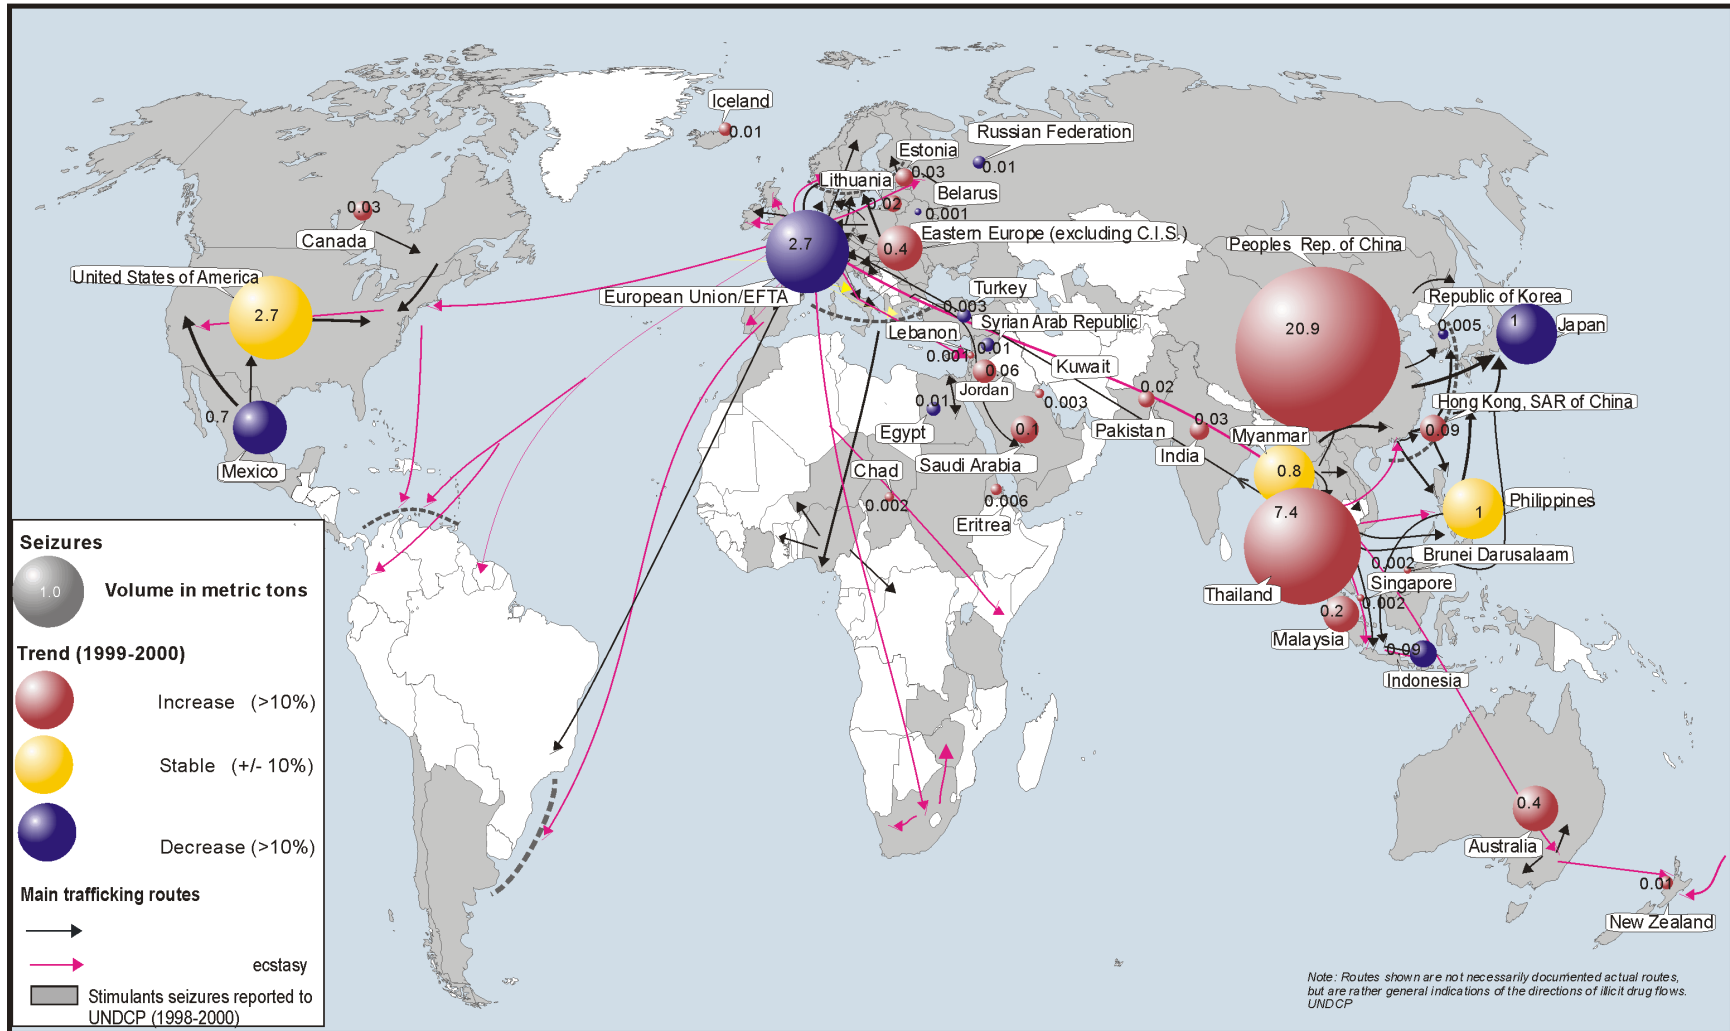 Iceland
0.01
Russian Federation
0.01
Estonia
0.03
Lithuania
0.02
Belarus
0.001
0.03
Canada
2.7
0.4
Eastern Europe (excluding C.I.S.)
Peoples Rep. of China
20.9
United States of America
2.7
European Union/EFTA
Turkey
0.003
Republic of Korea
0.005
1
Japan
Lebanon
0.001
Syrian Arab Republic
0.01
Jordan
0.06
Kuwait
0.003
0.02
Pakistan
0.03
India
Hong Kong, SAR of China
0.09
0.7
Mexico
0.01
Egypt
0.1
Saudi Arabia
Myanmar
0.8
Chad
0.002
0.006
Eritrea
7.4
Thailand
1
Philippines
Brunei Darusalaam
0.002
Singapore
0.002
0.2
Malaysia
0.09
Indonesia
0.4
Australia
0.01
New Zealand
Seizures
1.0
Volume in metric tons
Trend (1999-2000)
Increase (>10%)
Stable (+/- 10%)
Decrease (>10%)
Main trafficking routes
ecstasy
Stimulants seizures reported to
UNDCP (1998-2000)
Note: Routes shown are not necessarily documented actual routes,
but are rather general indications of the directions of illicit drug flows.
UNDCP